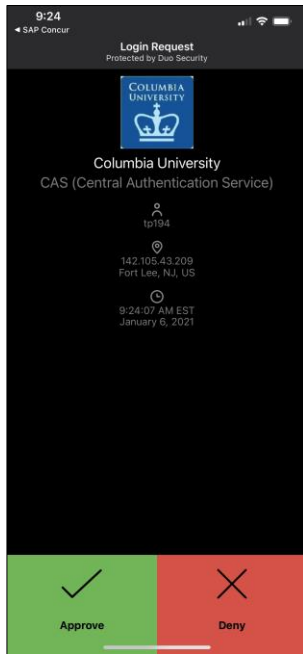 9:24
◀ SAP Concur
Login Request
Protected by Duo Security
COLUMBIA
UNIVERSITY
Columbia University
CAS (Central Authentication Service)
tp194
142.105.43.209
Fort Lee, NJ, US
9:24:07 AM EST
January 6, 2021
Approve
Deny